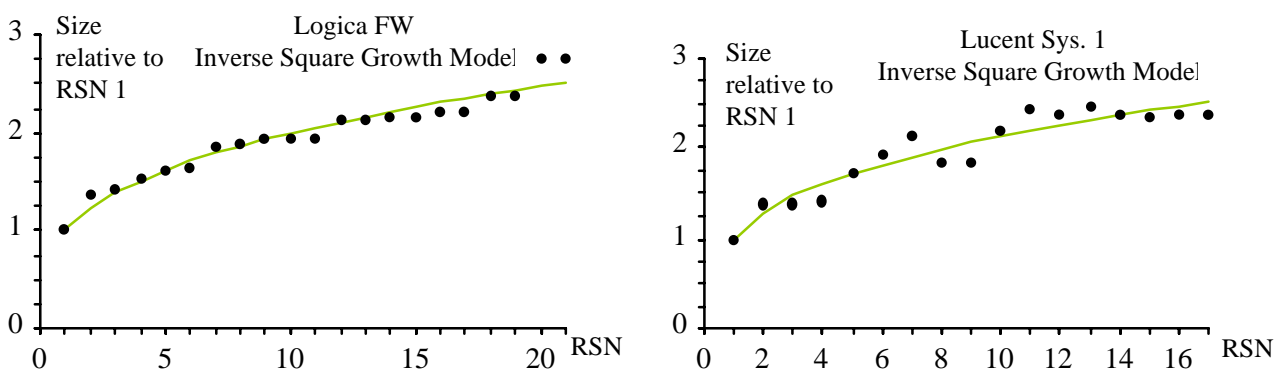 Size
relative to
RSN 1
Logica FW
Inverse Square Growth Model
3
2
1
0
0 5 10 15 20 RSN
Size
relative to
RSN 1
Lucent Sys. 1
Inverse Square Growth Model
3
2
1
0
0 2 4 6 8 10 12 14 16 RSN